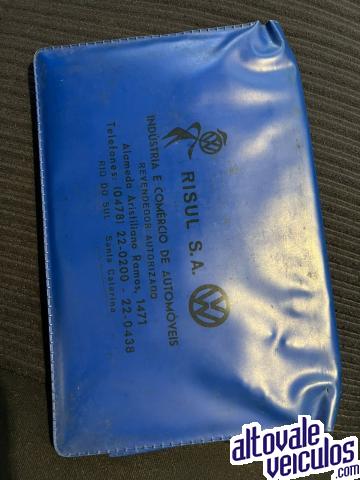 RISUL S.A.
INDÚSTRIA E COMÉRCIO DE AUTOMÓVEIS
REVENDEDOR AUTORIZADO
Alameda Aristiliano Ramos, 1471
Telefones: (0478) 22-0200 - 22-0438
RIO DO SUL - Santa Catarina
altovale
veículos.com